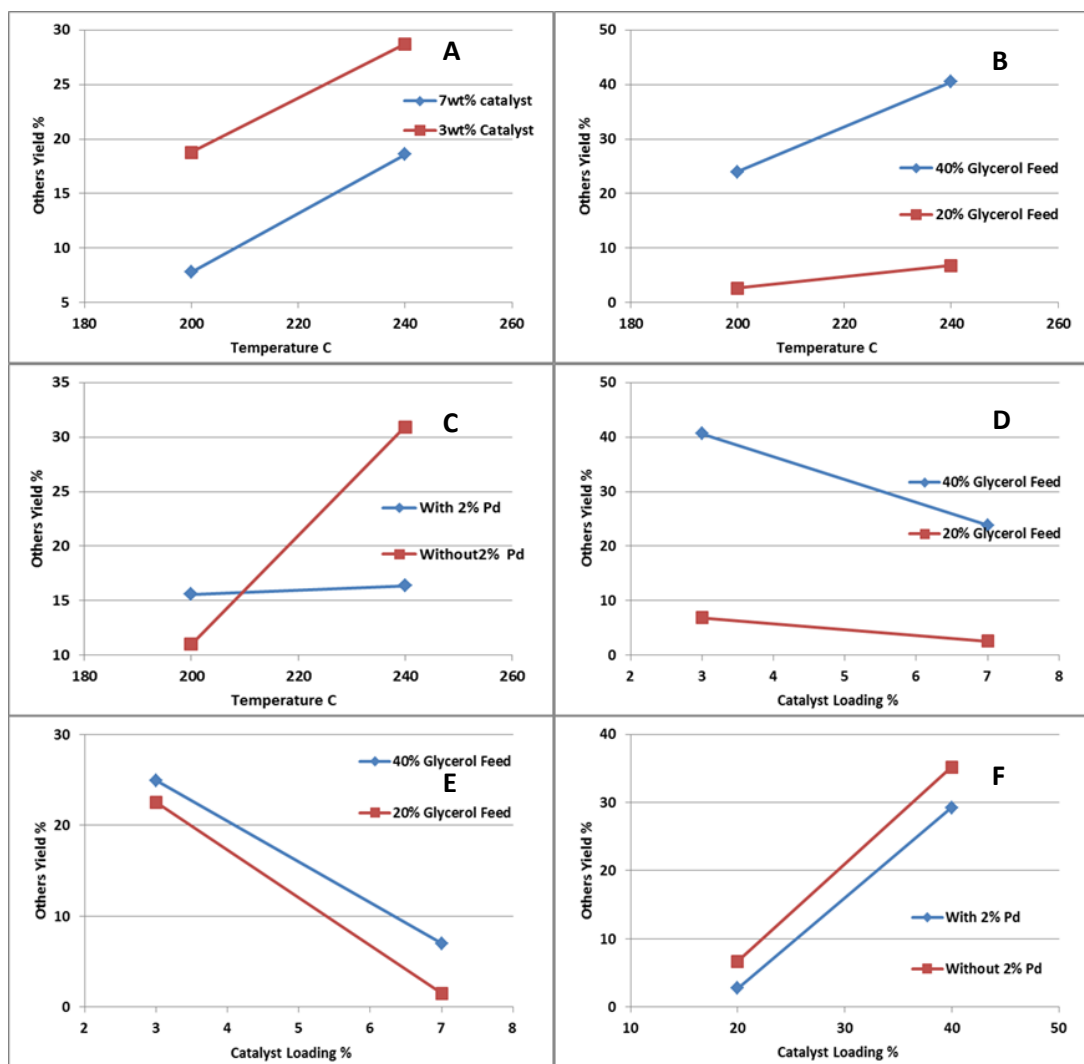 30
25
20
15
10
5
180
200
220
240
260
Others Yield %
Temperature C
A
7wt% catalyst
3wt% Catalyst
50
40
30
20
10
0
180
200
220
240
260
Others Yield %
Temperature C
B
40% Glycerol Feed
20% Glycerol Feed
35
30
25
20
15
10
180
200
220
240
260
Others Yield %
Temperature C
C
With 2% Pd
Without2% Pd
50
40
30
20
10
0
2
3
4
5
6
7
8
Others Yield %
Catalyst Loading %
D
40% Glycerol Feed
20% Glycerol Feed
30
20
10
0
2
3
4
5
6
7
8
Others Yield %
Catalyst Loading %
40% Glycerol Feed
E
20% Glycerol Feed
40
30
20
10
0
10
20
30
40
50
Others Yield %
Catalyst Loading %
F
With 2% Pd
Without 2% Pd